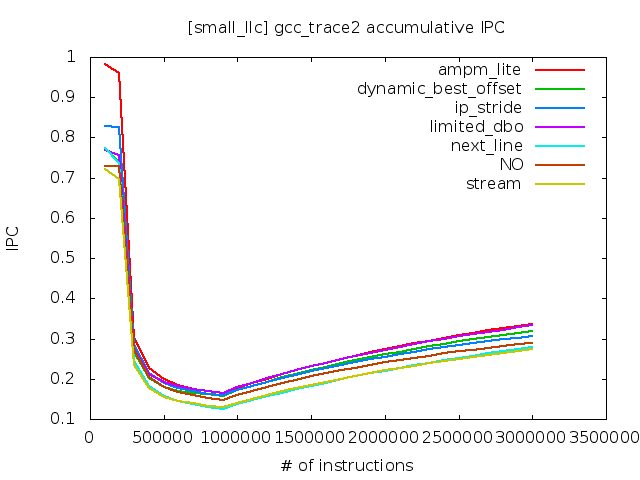 [small_llc] gcc_trace2 accumulative IPC
1
0.9
0.8
0.7
0.6
0.5
0.4
0.3
0.2
0.1
IPC
ampm_lite
dynamic_best_offset
ip_stride
limited_dbo
next_line
NO
stream
0 500000 1000000 1500000 2000000 2500000 3000000 3500000
# of instructions